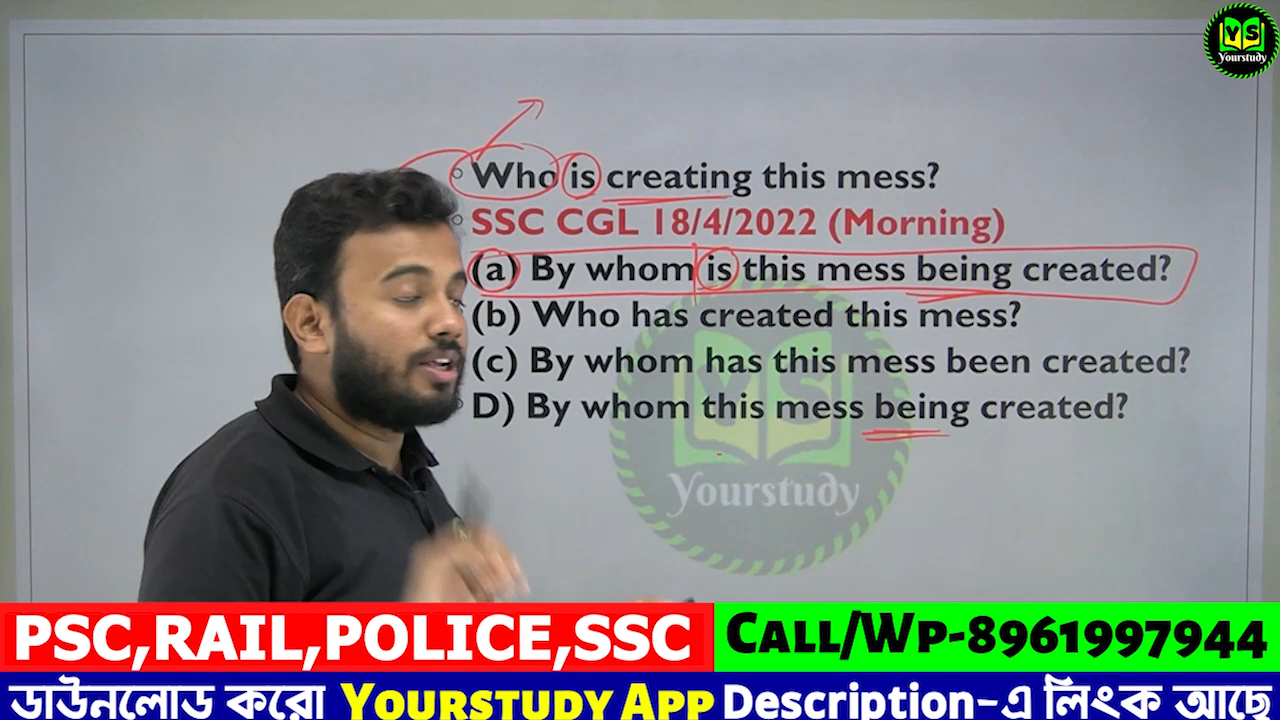 YS
Yourstudy
Who is creating this mess?
SSC CGL 18/4/2022 (Morning)
(a) By whom is this mess being created?
(b) Who has created this mess?
(c) By whom has this mess been created?
D) By whom this mess being created?
YS
Yourstudy
PSC,RAIL,POLICE,SSC
CALL/WP-8961997944
ডাউনলোড করো YOURSTUDY APP Description-এ লিংক আছে